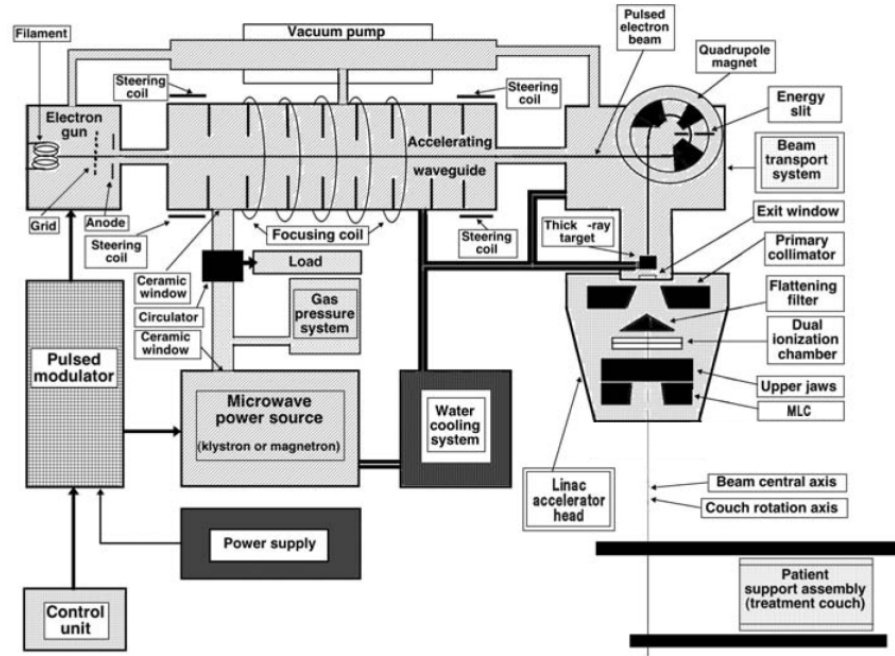 Filament
Vacuum pump
Pulsed
electron
beam
Quadrupole
magnet
Steering
coil
Steering
coil
Energy
slit
Electron
gun
Accelerating
waveguide
Beam
transport
system
Grid
Anode
Steering
coil
Focusing coil
Steering
coil
Thick -ray
target
Exit window
Primary
collimator
Ceramic
window
Load
Circulator
Gas
pressure
system
Flattening
filter
Ceramic
window
Dual
ionization
chamber
Pulsed
modulator
Microwave
power source
(klystron or magnetron)
Water
cooling
system
Upper jaws
MLC
Linac
accelerator
head
Beam central axis
Couch rotation axis
Power supply
Control
unit
Patient
support assembly
(treatment couch)